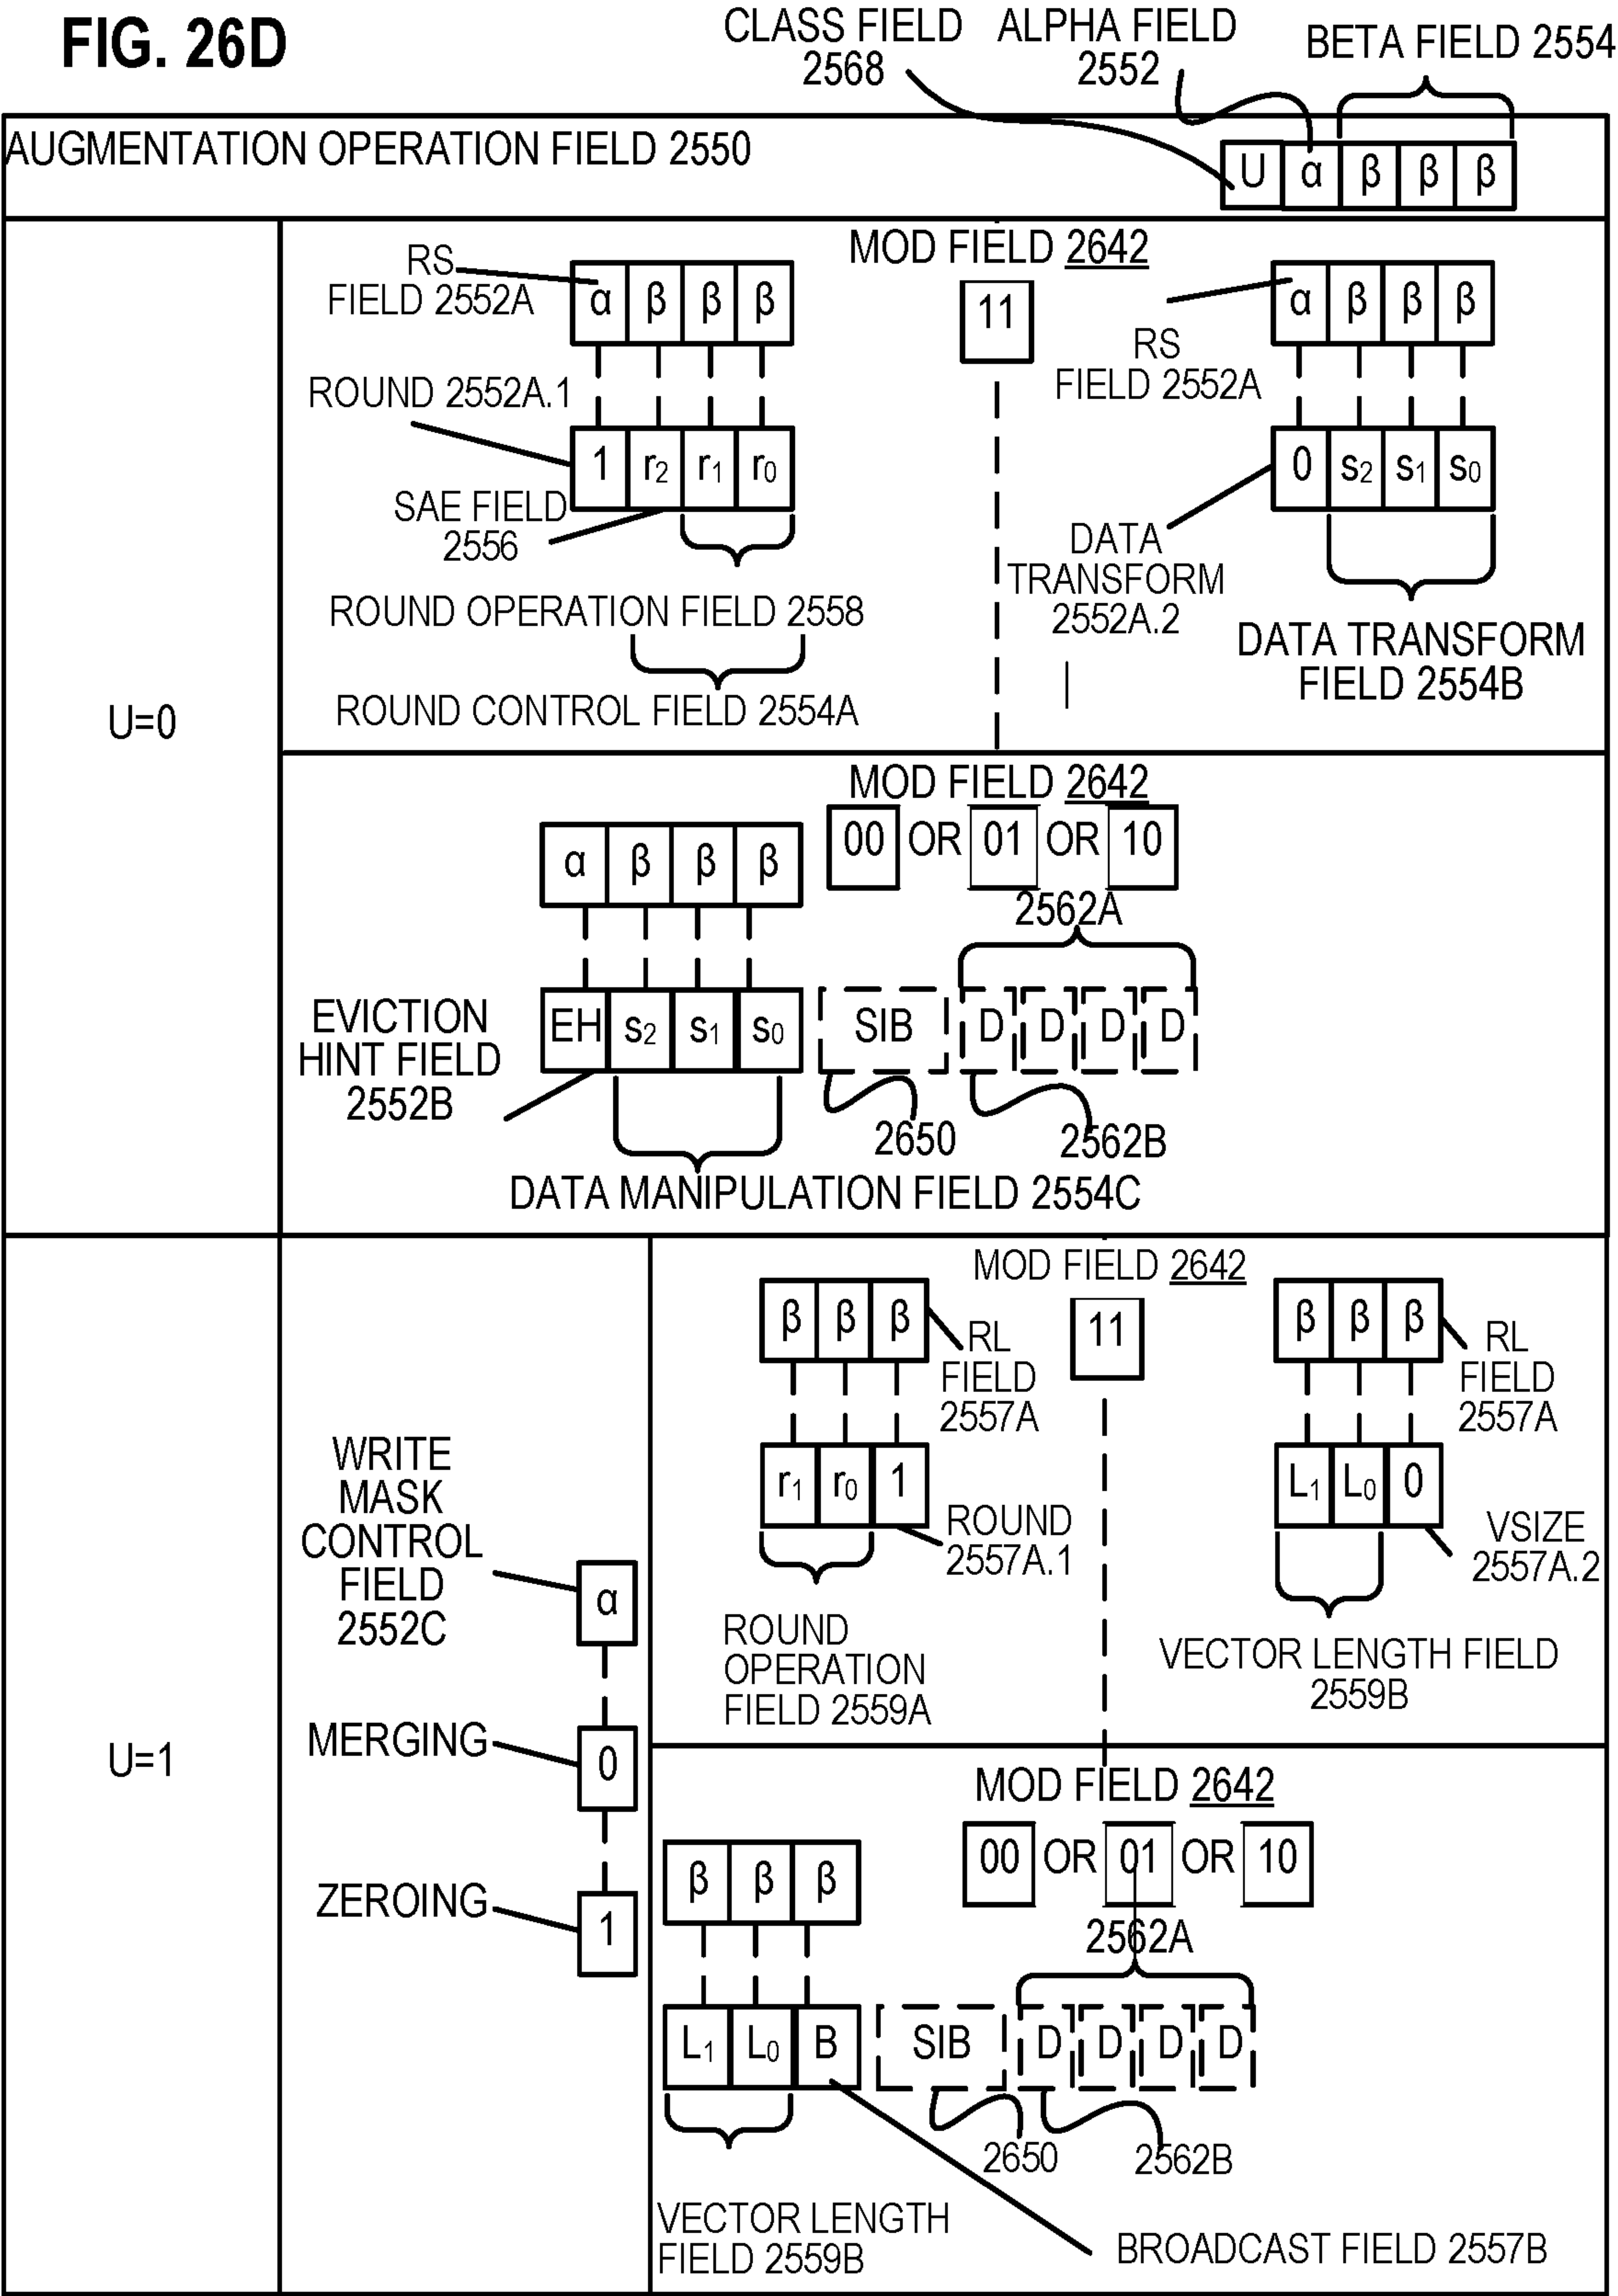 FIG. 26D
CLASS FIELD
2568
ALPHA FIELD
2552
BETA FIELD 2554
AUGMENTATION OPERATION FIELD 2550
U α β β β
U=0
MOD FIELD 2642
11
RS
FIELD 2552A
α β β β
ROUND 2552A.1
1 r2 r1 r0
SAE FIELD
2556
ROUND OPERATION FIELD 2558
ROUND CONTROL FIELD 2554A
α β β β
RS
FIELD 2552A
0 s2 s1 s0
DATA
TRANSFORM
2552A.2
DATA TRANSFORM
FIELD 2554B
MOD FIELD 2642
00 OR 01 OR 10
α β β β
2562A
EVICTION
HINT FIELD
2552B
EH s2 s1 s0 SIB D D D D
2650
2562B
DATA MANIPULATION FIELD 2554C
U=1
WRITE
MASK
CONTROL
FIELD
2552C
α
MERGING
0
ZEROING
1
MOD FIELD 2642
11
β β β
RL
FIELD
2557A
r1 r0 1
ROUND
2557A.1
ROUND
OPERATION
FIELD 2559A
β β β
RL
FIELD
2557A
L1 L0 0
VSIZE
2557A.2
VECTOR LENGTH FIELD
2559B
MOD FIELD 2642
00 OR 01 OR 10
β β β
2562A
L1 L0 B SIB D D D D
2650
2562B
VECTOR LENGTH
FIELD 2559B
BROADCAST FIELD 2557B